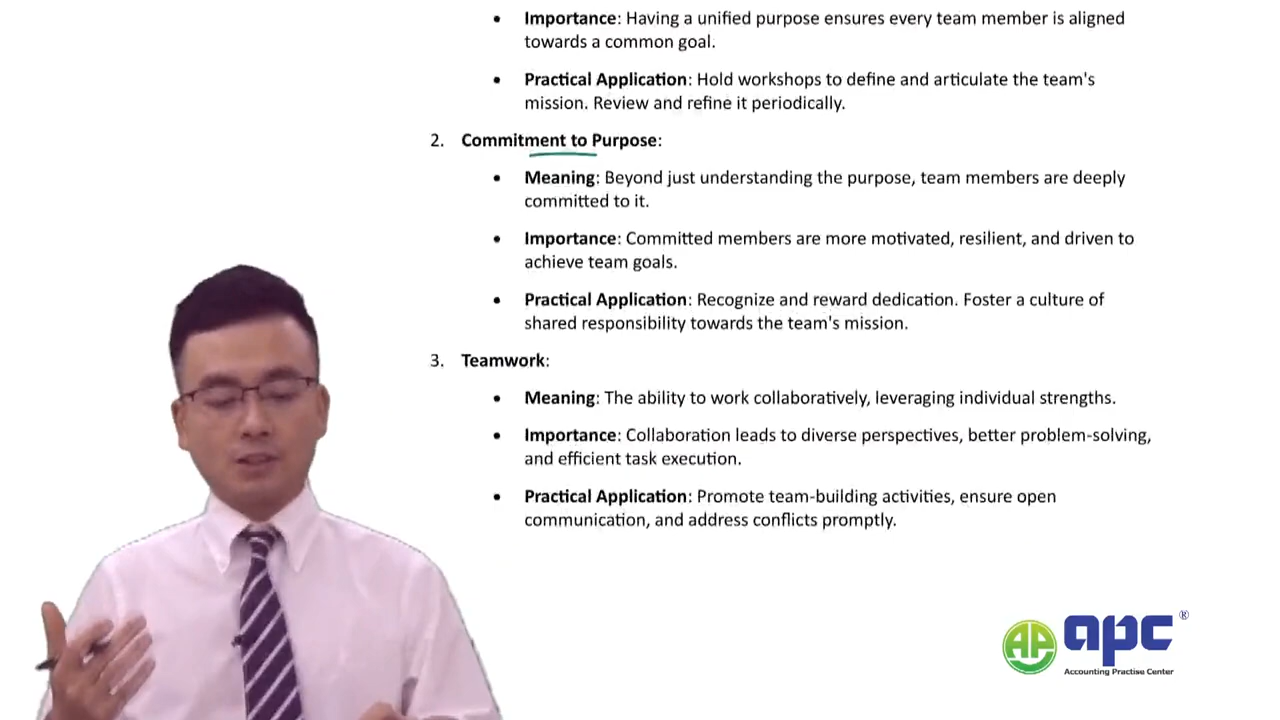 • Importance: Having a unified purpose ensures every team member is aligned
towards a common goal.
• Practical Application: Hold workshops to define and articulate the team's
mission. Review and refine it periodically.
2. Commitment to Purpose:
• Meaning: Beyond just understanding the purpose, team members are deeply
committed to it.
• Importance: Committed members are more motivated, resilient, and driven to
achieve team goals.
• Practical Application: Recognize and reward dedication. Foster a culture of
shared responsibility towards the team's mission.
3. Teamwork:
• Meaning: The ability to work collaboratively, leveraging individual strengths.
• Importance: Collaboration leads to diverse perspectives, better problem-solving,
and efficient task execution.
• Practical Application: Promote team-building activities, ensure open
communication, and address conflicts promptly.
AP apc ®
Accounting Practise Center